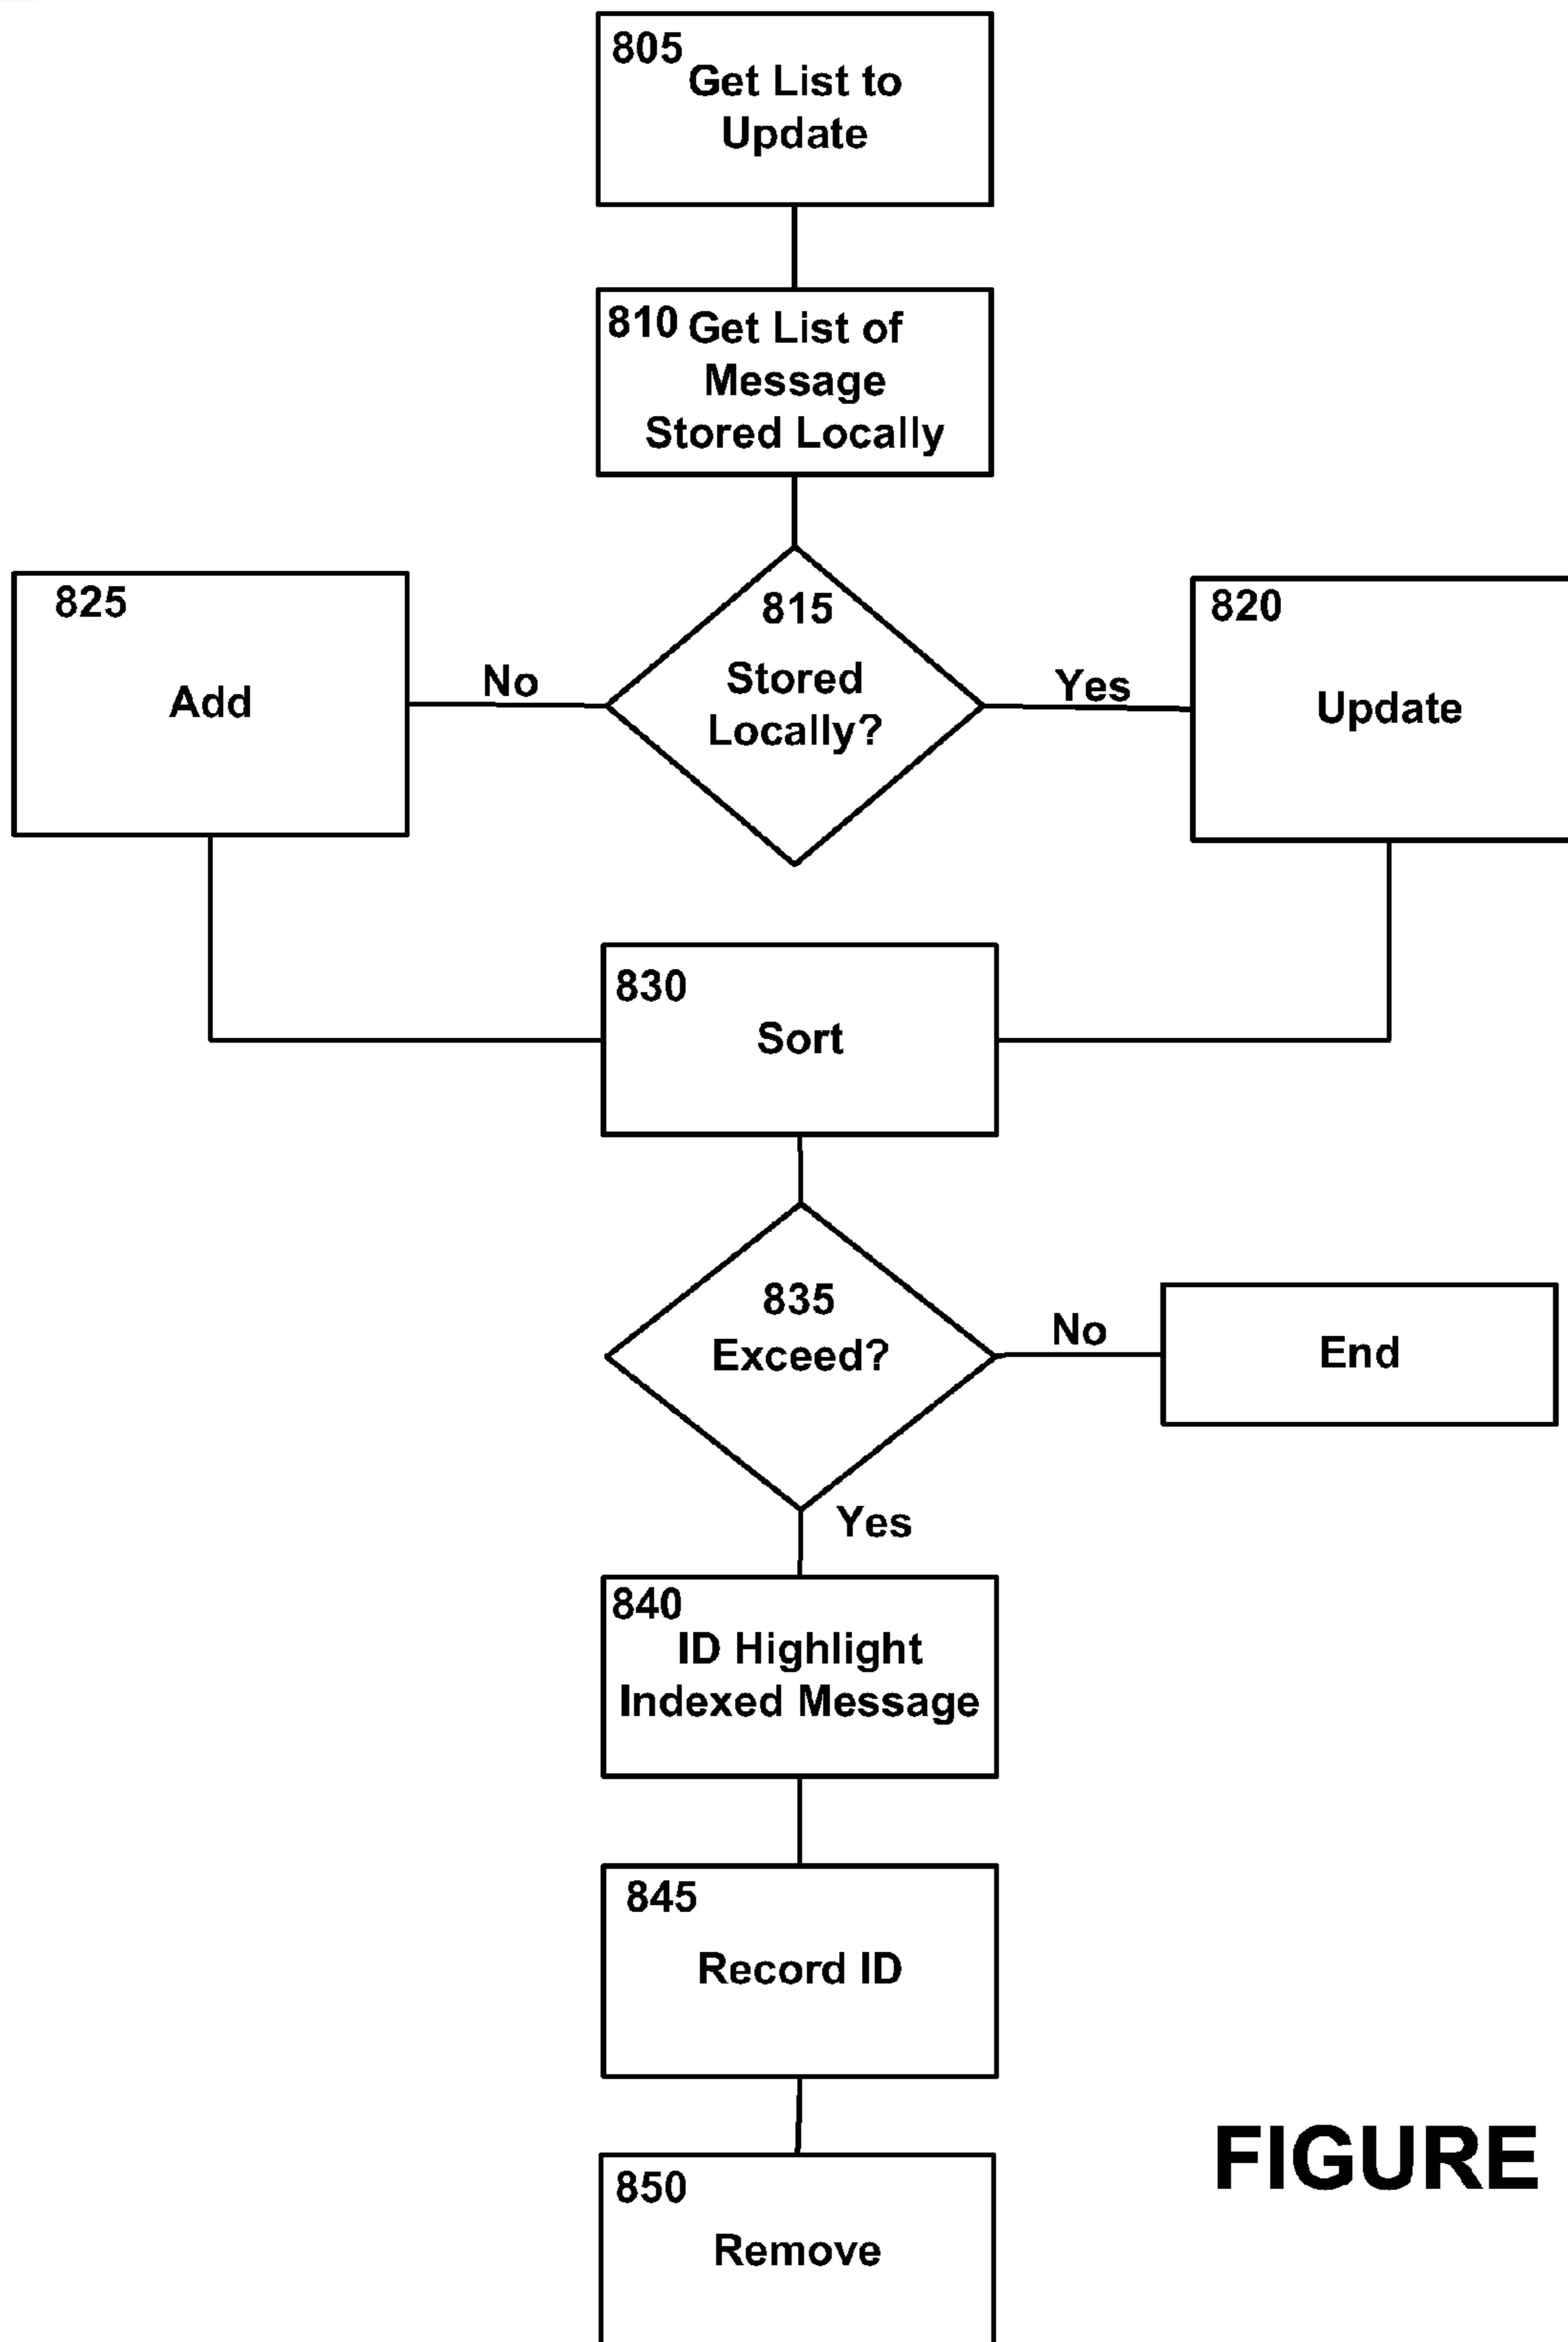 805
Get List to
Update
810 Get List of
Message
Stored Locally
825
Add
No
815
Stored
Locally?
Yes
820
Update
830
Sort
835
Exceed?
No
End
Yes
840
ID Highlight
Indexed Message
845
Record ID
850
Remove
FIGURE